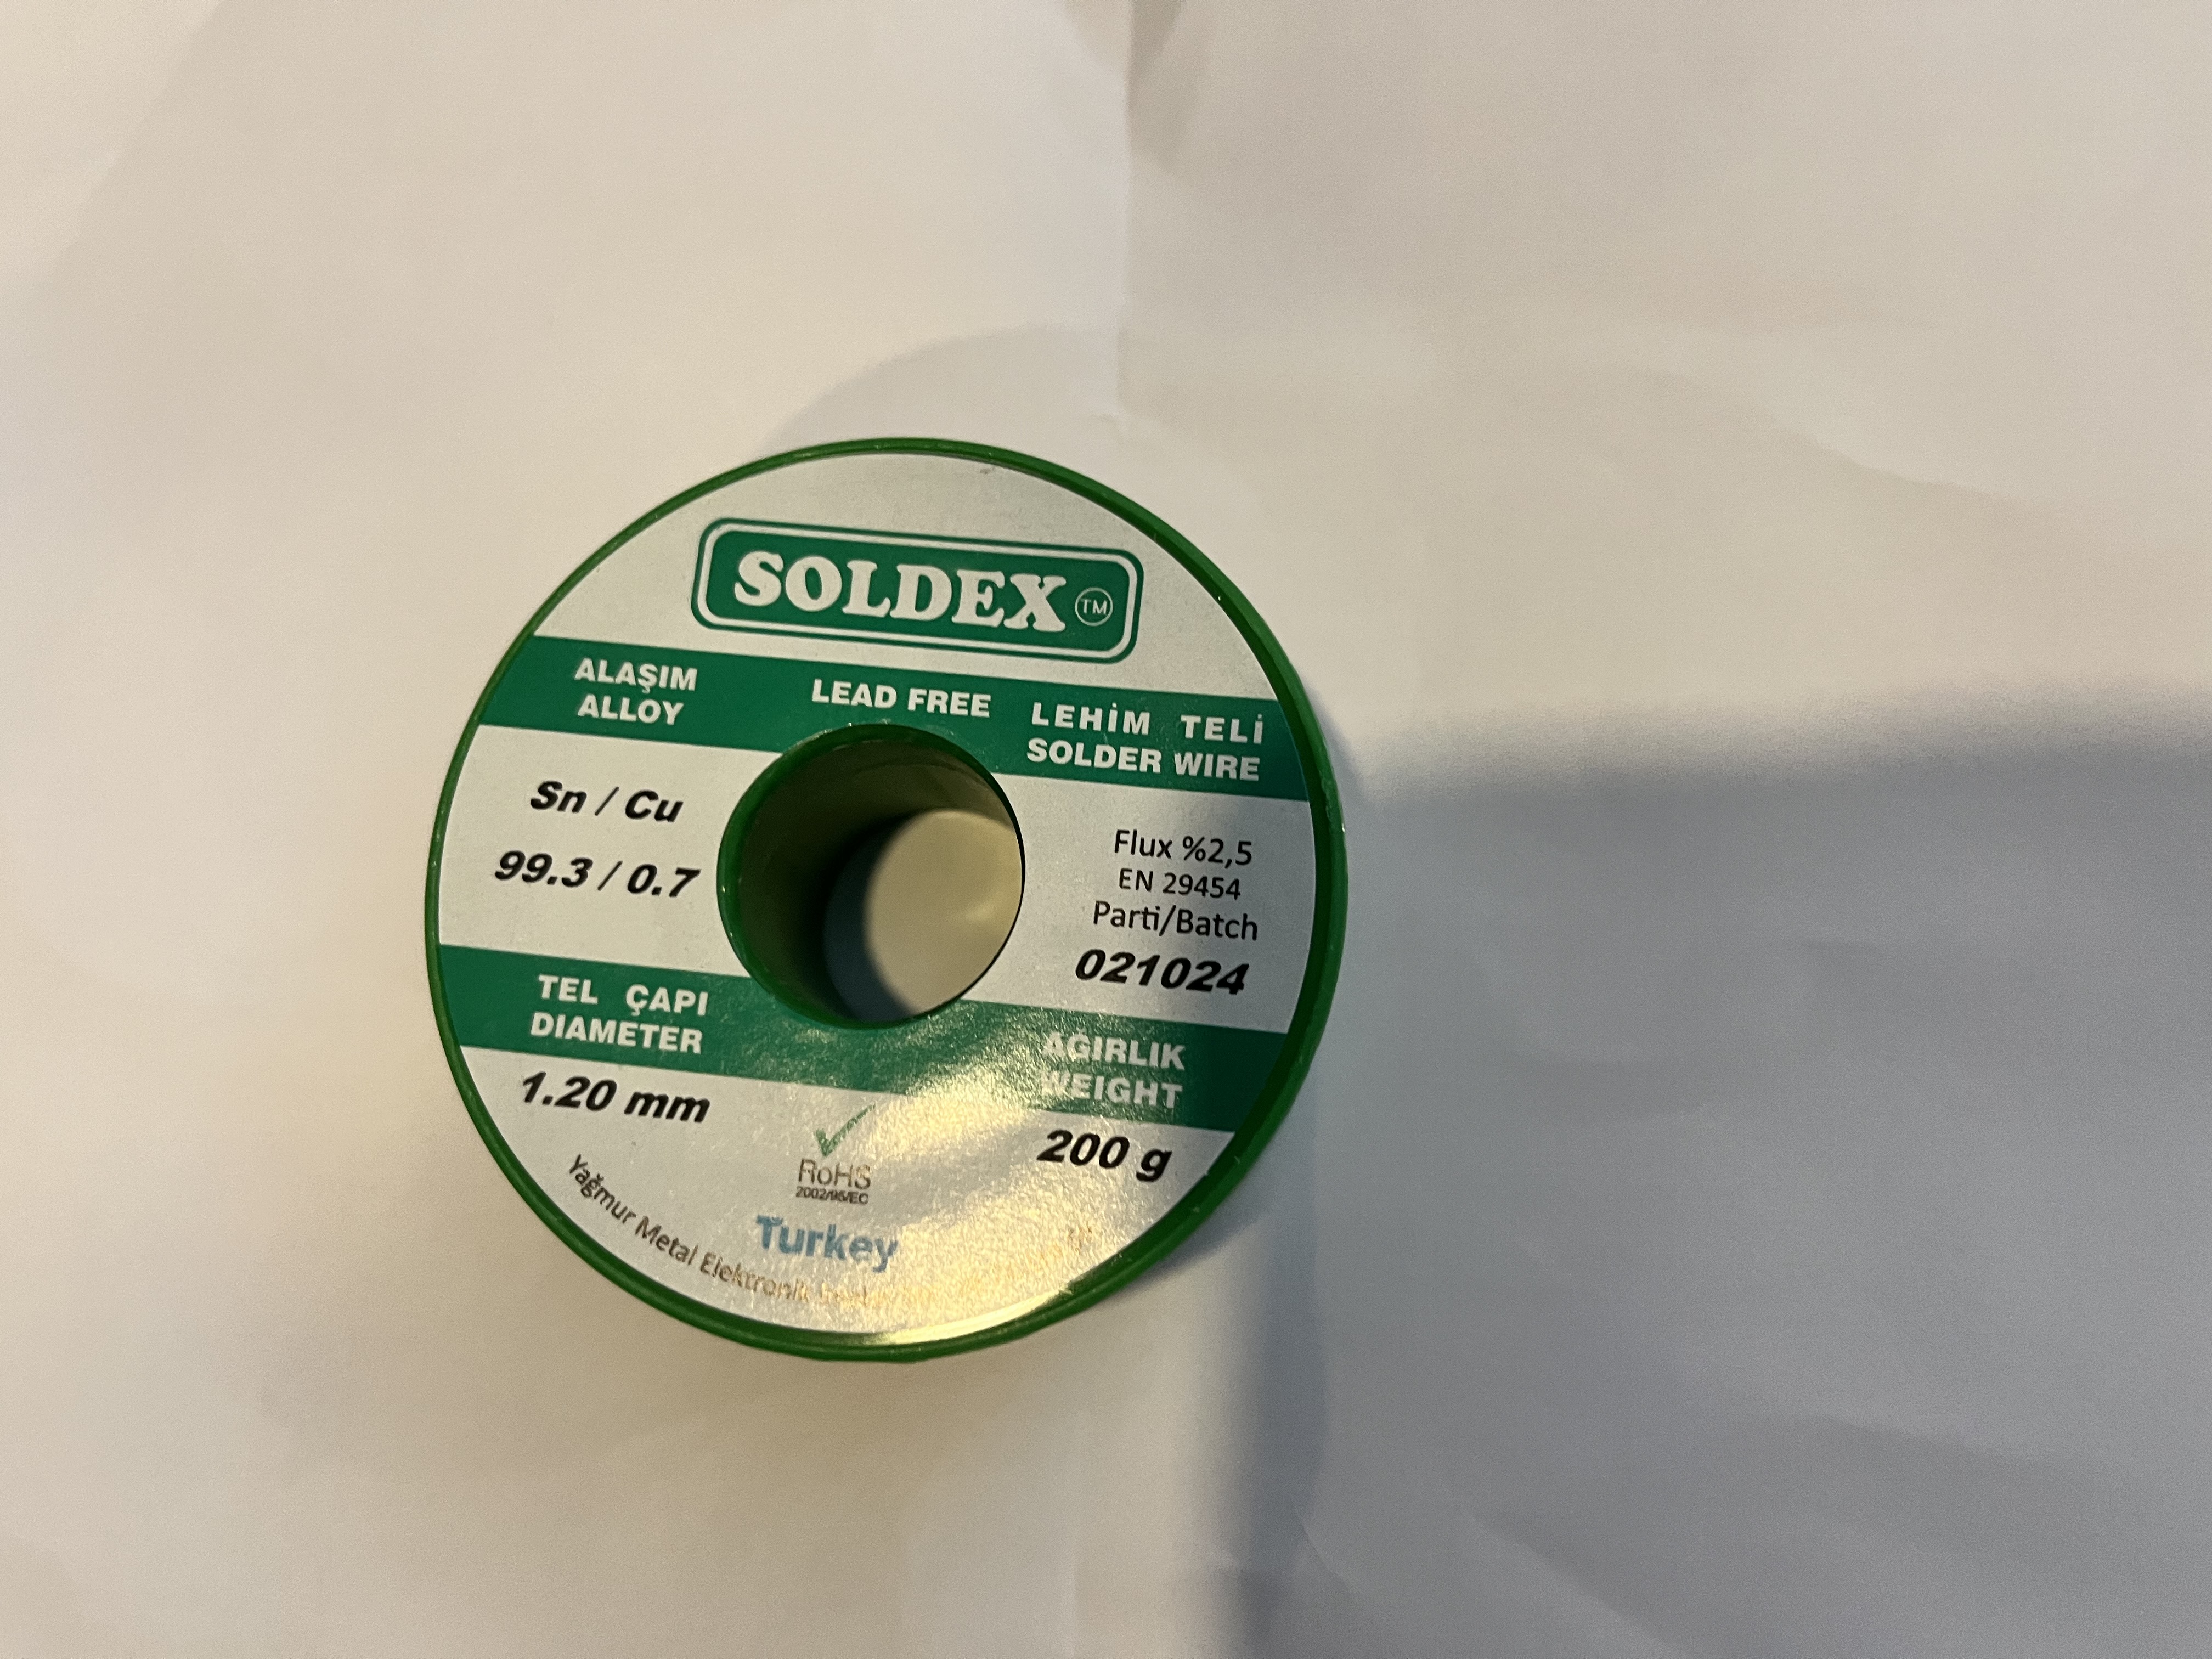 SOLDEX TM
ALAŞIM
ALLOY
LEAD FREE
LEHİM TELİ
SOLDER WIRE
Sn / Cu
99.3 / 0.7
Flux %2,5
EN 29454
Parti/Batch
021024
TEL ÇAPI
DIAMETER
AĞIRLIK
WEIGHT
1.20 mm
200 g
RoHS
2002/95/EC
Turkey
Yağmur Metal Elektronik